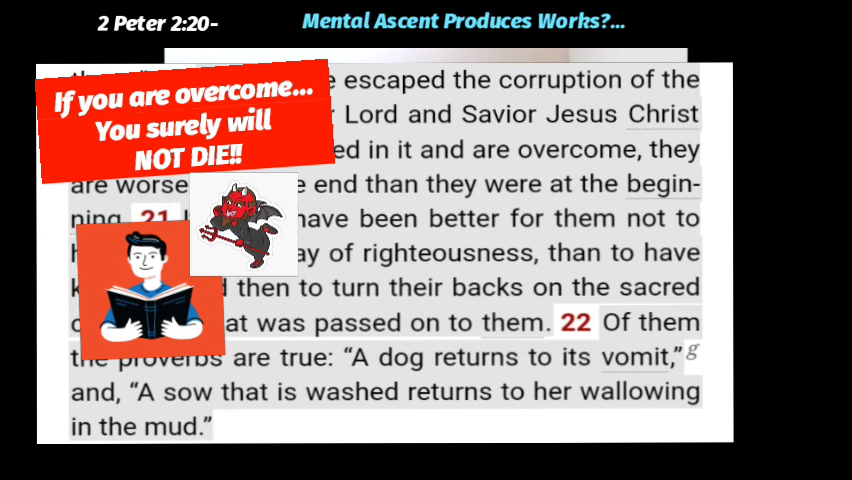 2 Peter 2:20-
Mental Ascent Produces Works?...
If you are overcome...
You surely will
NOT DIE!!
escaped the corruption of the
Lord and Savior Jesus Christ
in it and are overcome, they
are worse end than they were at the begin-
ning. 21 have been better for them not to
of righteousness, than to have
then to turn their backs on the sacred
was passed on to them. 22 Of them
the proverbs are true: “A dog returns to its vomit,” g
and, “A sow that is washed returns to her wallowing
in the mud.”